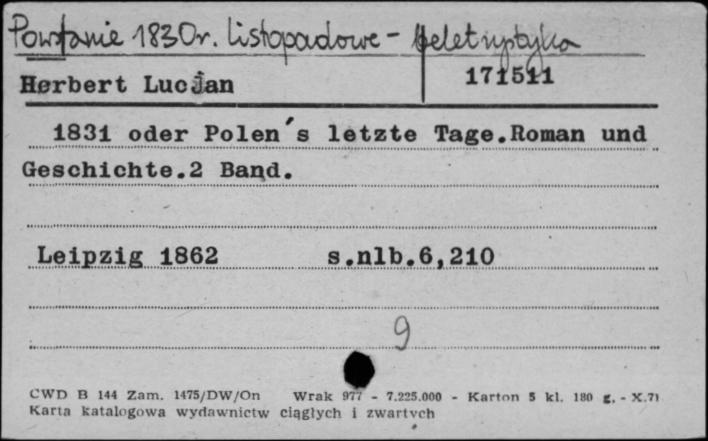 Powstanie 1830r. listopadowe - beletrystyka
Herbert Lucjan
171511
1831 oder Polen's letzte Tage.Roman und
Geschichte.2 Band.
Leipzig 1862 s.nlb.6,210
9
CWD B 144 Zam. 1475/DW/On Wrak 977 - 7.225.000 - Karton 5 kl. 180 g. - X.71
Karta katalogowa wydawnictw ciągłych i zwartych